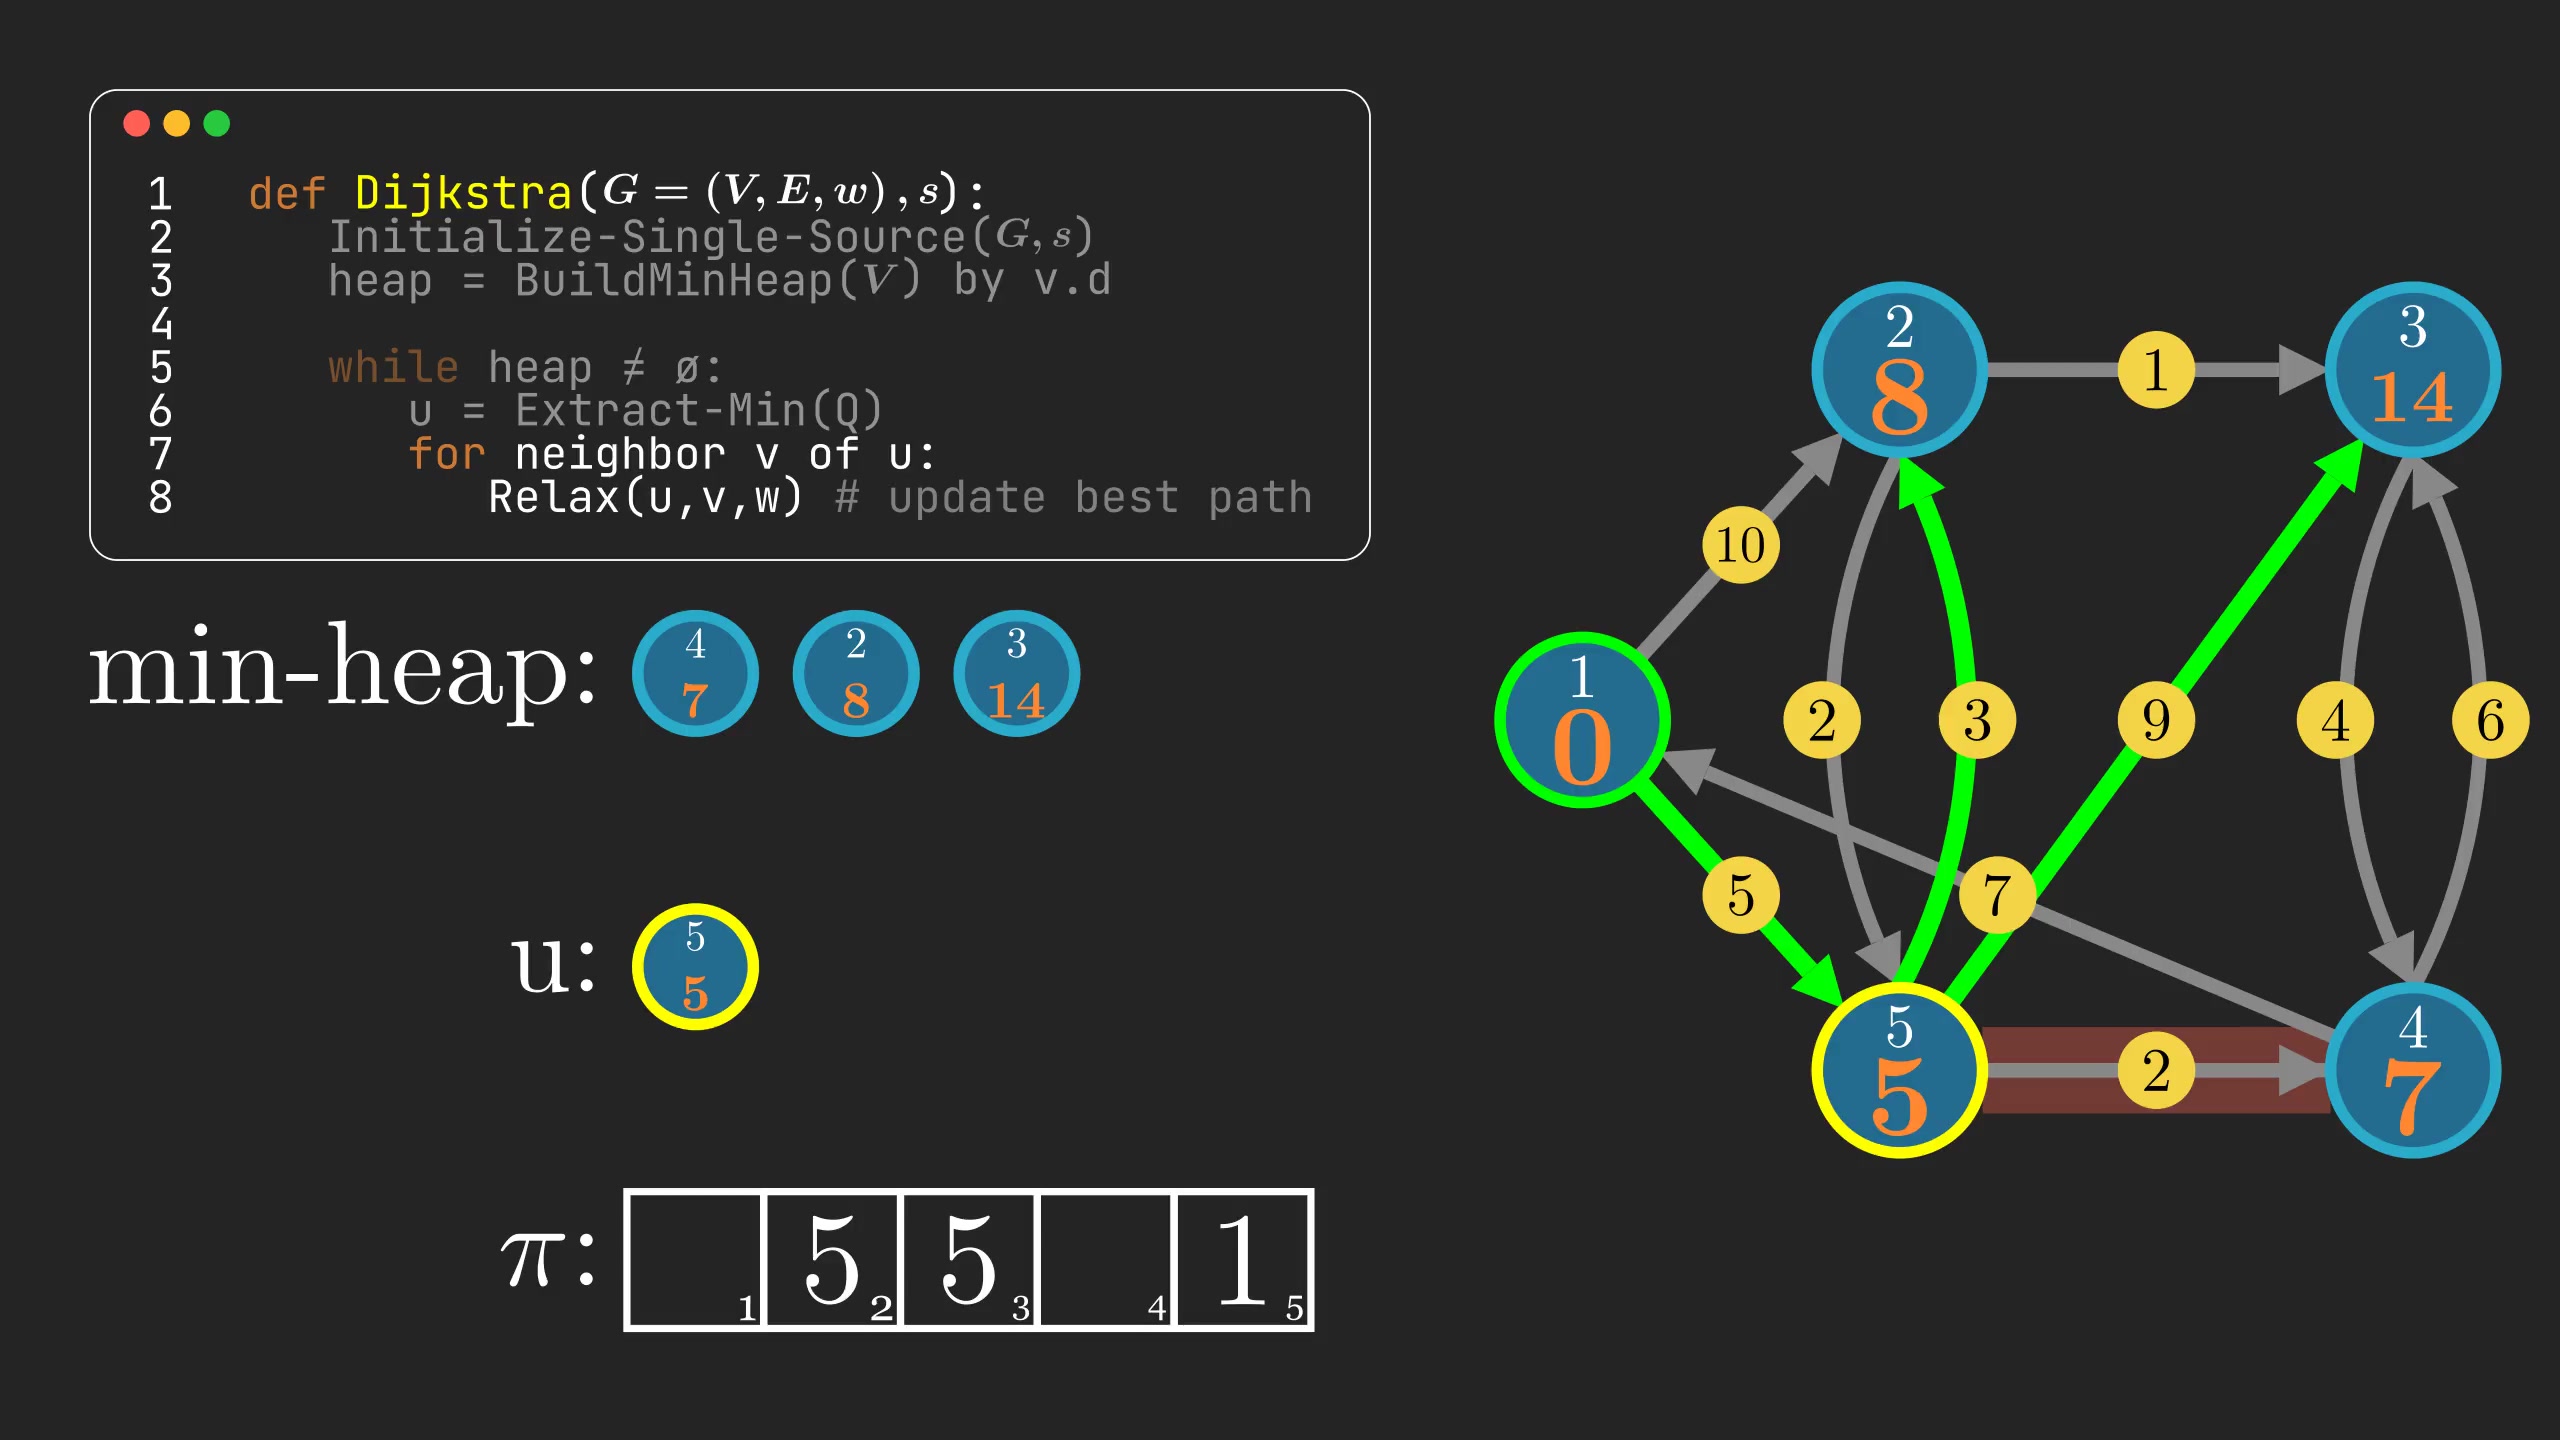 1 def Dijkstra(G = (V, E, w) , s):
2 Initialize-Single-Source(G, s)
3 heap = BuildMinHeap(V) by v.d
4
5 while heap ≠ ø:
6 u = Extract-Min(Q)
7 for neighbor v of u:
8 Relax(u,v,w) # update best path
min-heap: 4 7 2 8 3 14
u: 5 5
π: 1 5 2 5 3 4 1 5
2 8
1
3 14
10
1 0
2
3
9
4
6
5
7
5 5
2
4 7